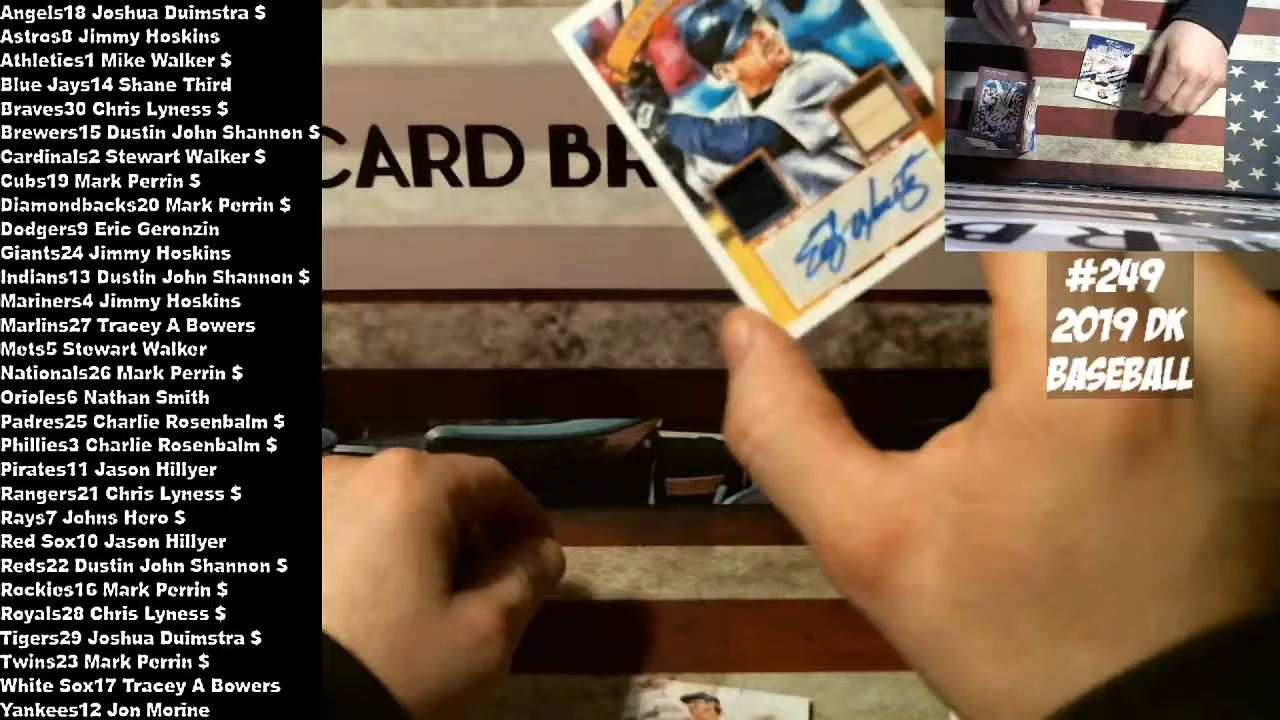 Angels18 Joshua Duimstra $
Astros8 Jimmy Hoskins
Athletics1 Mike Walker $
Blue Jays14 Shane Third
Braves30 Chris Lyness $
Brewers15 Dustin John Shannon $
Cardinals2 Stewart Walker $
Cubs19 Mark Perrin $
Diamondbacks20 Mark Perrin $
Dodgers9 Eric Geronzin
Giants24 Jimmy Hoskins
Indians13 Dustin John Shannon $
Mariners4 Jimmy Hoskins
Marlins27 Tracey A Bowers
Mets5 Stewart Walker
Nationals26 Mark Perrin $
Orioles6 Nathan Smith
Padres25 Charlie Rosenbalm $
Phillies3 Charlie Rosenbalm $
Pirates11 Jason Hillyer
Rangers21 Chris Lyness $
Rays7 Johns Hero $
Red Sox10 Jason Hillyer
Reds22 Dustin John Shannon $
Rockies16 Mark Perrin $
Royals28 Chris Lyness $
Tigers29 Joshua Duimstra $
Twins23 Mark Perrin $
White Sox17 Tracey A Bowers
Yankees12 Jon Morine
CARD BR
#249
2019 DK
BASEBALL